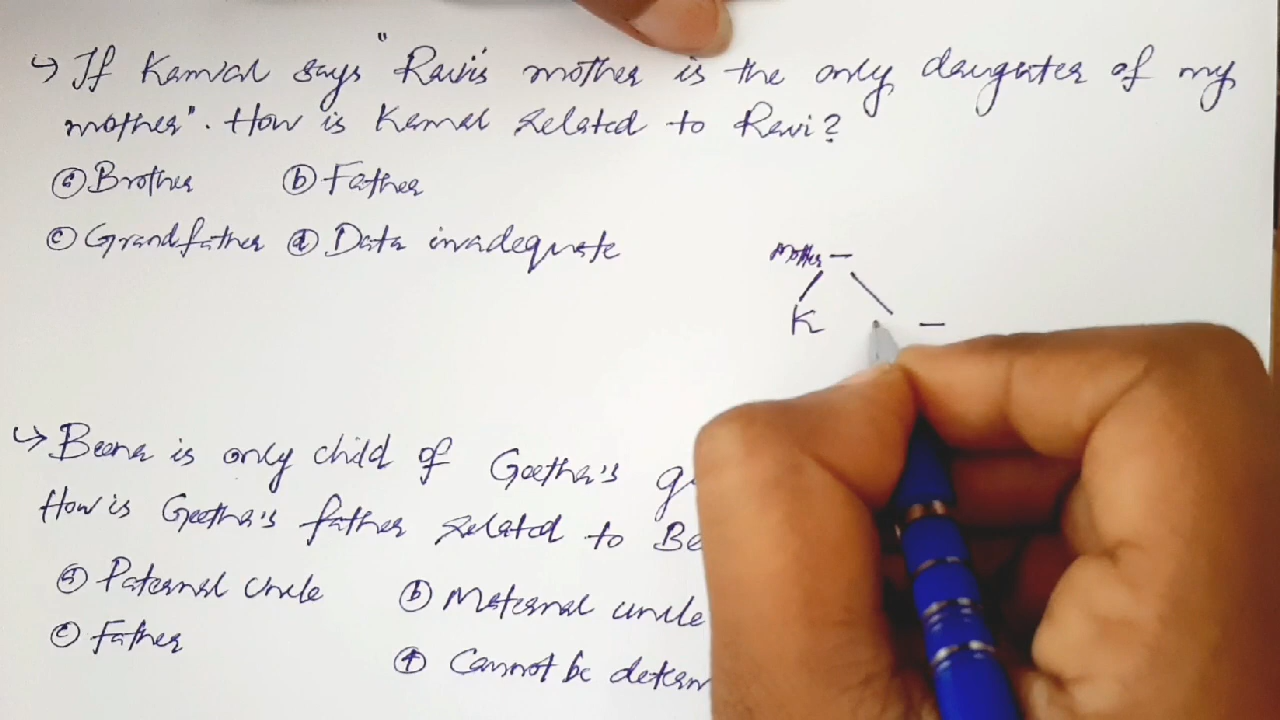 ↪ If Kamal says "Ravi's mother is the only daughter of my
mother". How is Kamal related to Ravi?
ⓐ Brother ⓑ Father
ⓒ Grandfather ⓓ Data inadequate
Mother —
K —
↪ Beena is only child of Geetha's
How is Geetha's father related to
ⓐ Paternal uncle ⓑ Maternal uncle
ⓒ Father ⓓ Cannot be